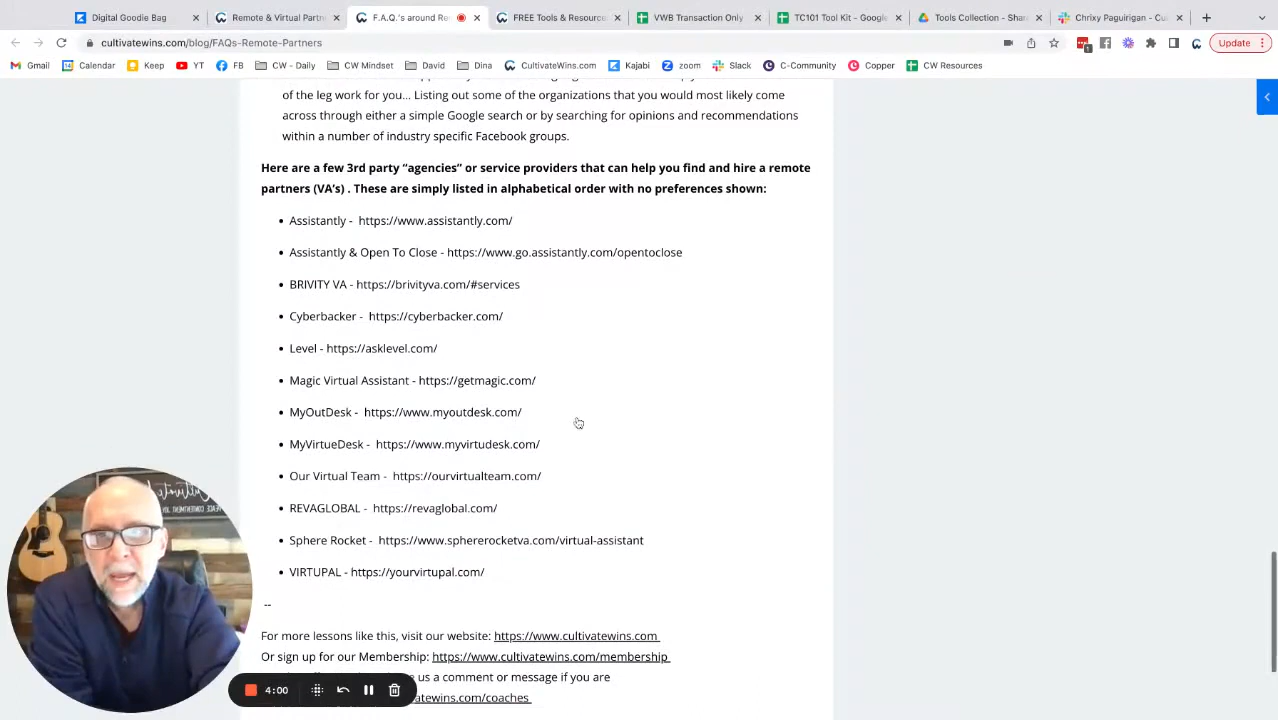 Digital Goodie Bag
Remote & Virtual Partn
F.A.Q.'s around Re
FREE Tools & Resource
VWB Transaction Only
TC101 Tool Kit - Google
Tools Collection - Shar
Chrixy Paguirigan - Cu
cultivatewins.com/blog/FAQs-Remote-Partners
Update
Gmail
Calendar
Keep
YT
FB
CW - Daily
CW Mindset
David
Dina
CultivateWins.com
Kajabi
zoom
Slack
C-Community
Copper
CW Resources
of the leg work for you... Listing out some of the organizations that you would most likely come
across through either a simple Google search or by searching for opinions and recommendations
within a number of industry specific Facebook groups.
Here are a few 3rd party “agencies” or service providers that can help you find and hire a remote
partners (VA's) . These are simply listed in alphabetical order with no preferences shown:
• Assistantly - https://www.assistantly.com/
• Assistantly & Open To Close - https://www.go.assistantly.com/opentoclose
• BRIVITY VA - https://brivityva.com/#services
• Cyberbacker - https://cyberbacker.com/
• Level - https://asklevel.com/
• Magic Virtual Assistant - https://getmagic.com/
• MyOutDesk - https://www.myoutdesk.com/
• MyVirtueDesk - https://www.myvirtudesk.com/
• Our Virtual Team - https://ourvirtualteam.com/
• REVAGLOBAL - https://revaglobal.com/
• Sphere Rocket - https://www.sphererocketva.com/virtual-assistant
• VIRTUPAL - https://yourvirtupal.com/
--
For more lessons like this, visit our website: https://www.cultivatewins.com
Or sign up for our Membership: https://www.cultivatewins.com/membership
us a comment or message if you are
atewins.com/coaches
4:00